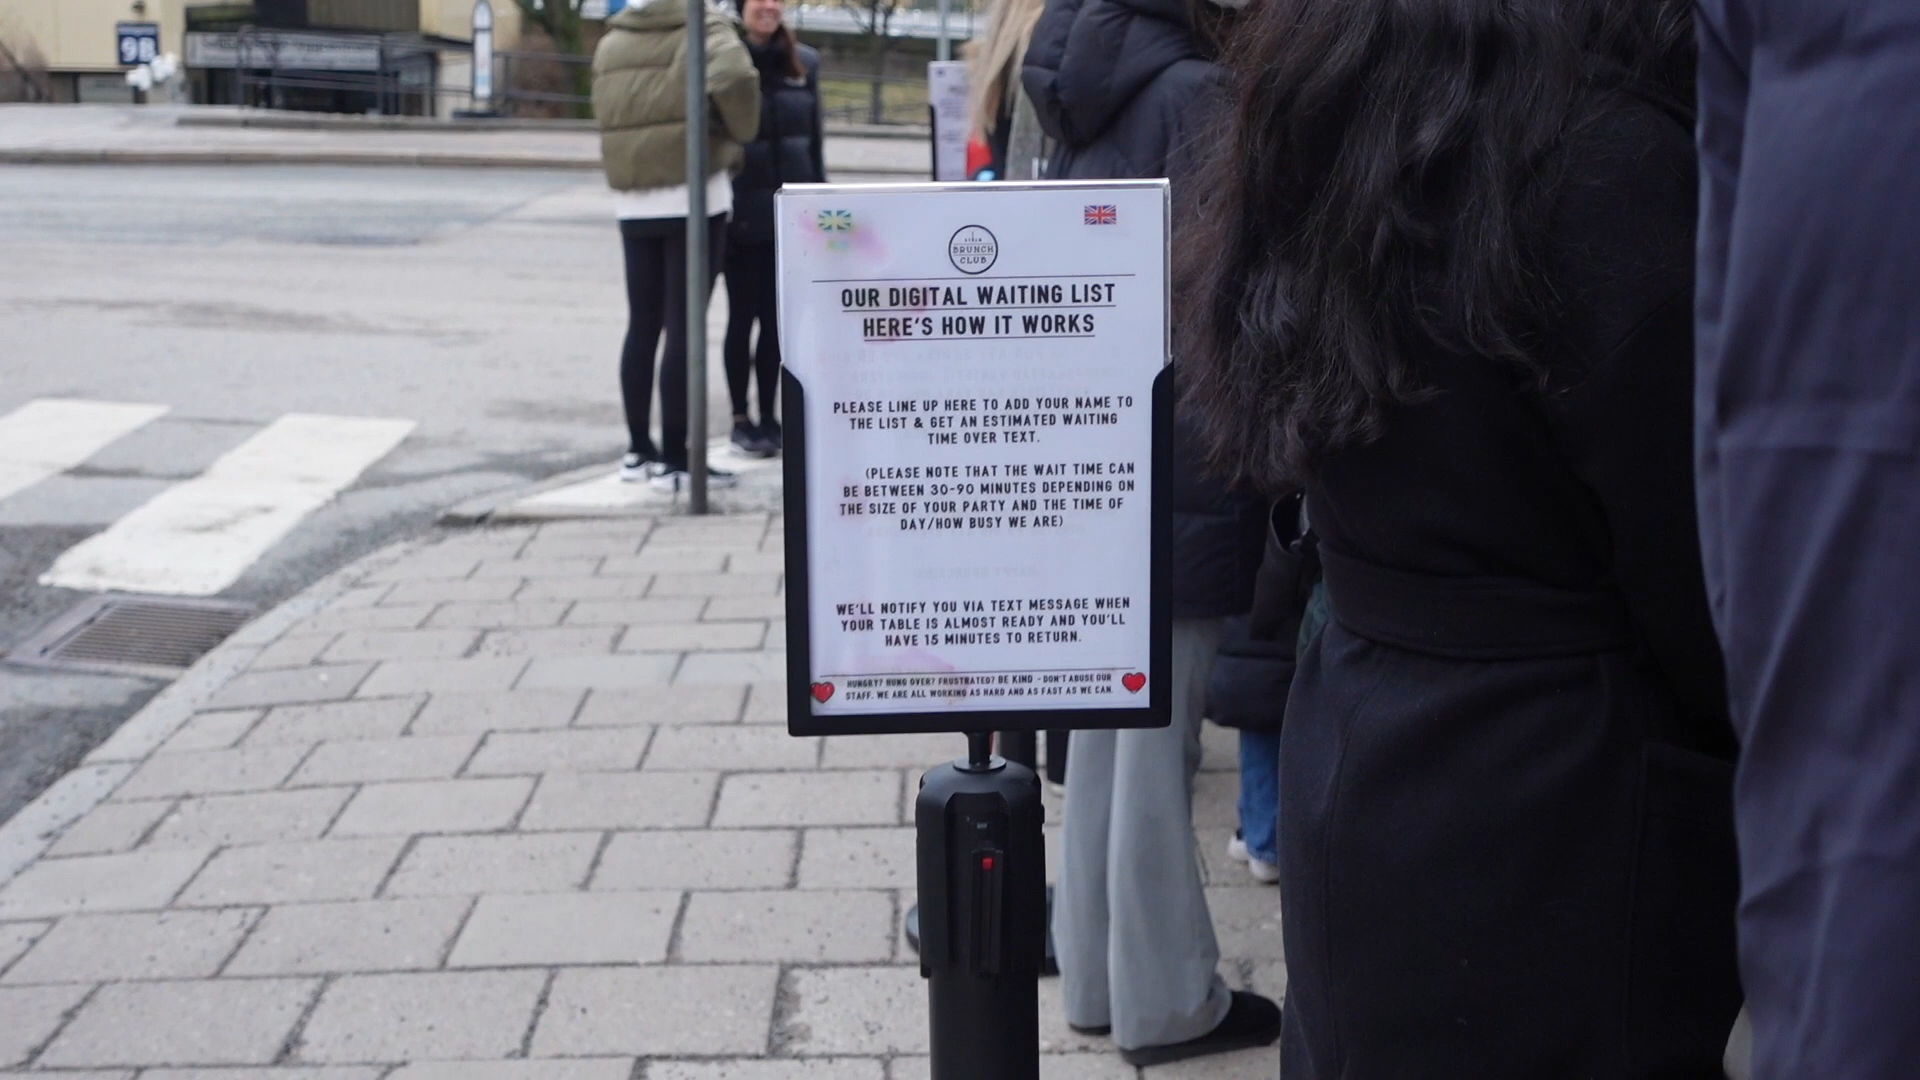 9B
STHLM
BRUNCH
CLUB
OUR DIGITAL WAITING LIST
HERE'S HOW IT WORKS
PLEASE LINE UP HERE TO ADD YOUR NAME TO
THE LIST & GET AN ESTIMATED WAITING
TIME OVER TEXT.
(PLEASE NOTE THAT THE WAIT TIME CAN
BE BETWEEN 30-90 MINUTES DEPENDING ON
THE SIZE OF YOUR PARTY AND THE TIME OF
DAY/HOW BUSY WE ARE)
WE'LL NOTIFY YOU VIA TEXT MESSAGE WHEN
YOUR TABLE IS ALMOST READY AND YOU'LL
HAVE 15 MINUTES TO RETURN.
HUNGRY? HUNG OVER? FRUSTRATED? BE KIND - DON'T ABUSE OUR
STAFF. WE ARE ALL WORKING AS HARD AND AS FAST AS WE CAN.